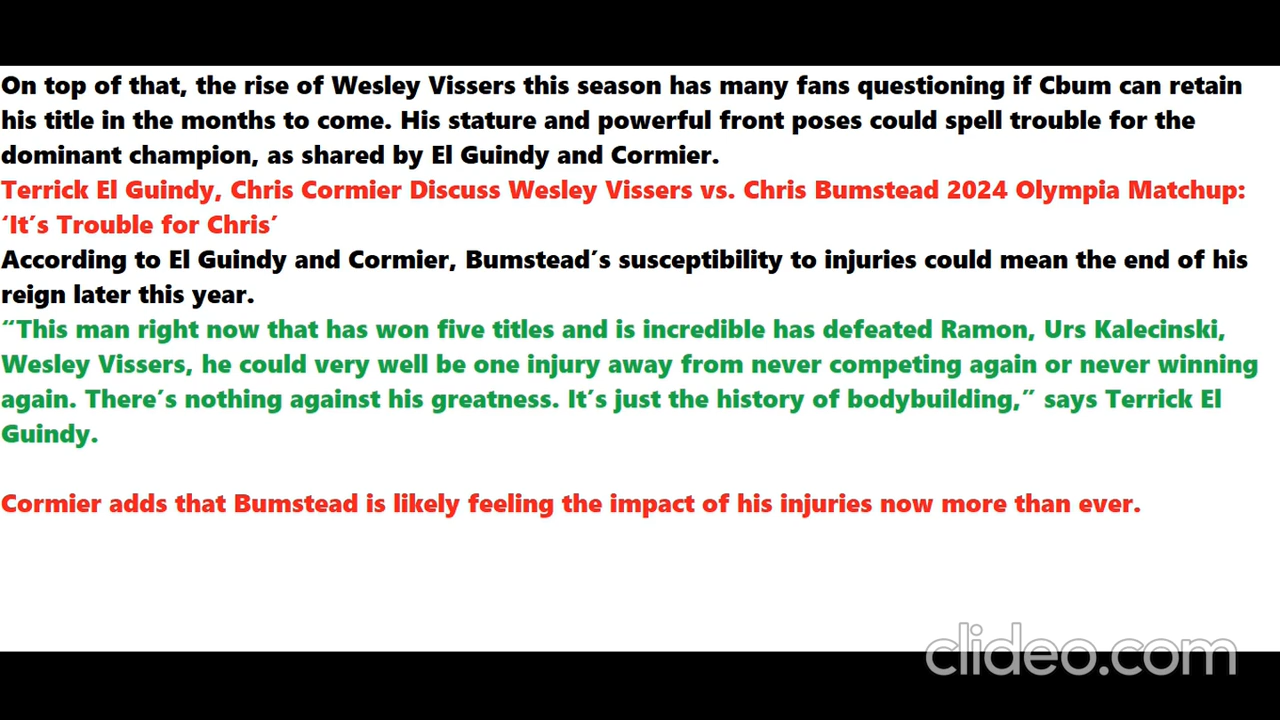 On top of that, the rise of Wesley Vissers this season has many fans questioning if Cbum can retain
his title in the months to come. His stature and powerful front poses could spell trouble for the
dominant champion, as shared by El Guindy and Cormier.
Terrick El Guindy, Chris Cormier Discuss Wesley Vissers vs. Chris Bumstead 2024 Olympia Matchup:
‘It’s Trouble for Chris’
According to El Guindy and Cormier, Bumstead’s susceptibility to injuries could mean the end of his
reign later this year.
“This man right now that has won five titles and is incredible has defeated Ramon, Urs Kalecinski,
Wesley Vissers, he could very well be one injury away from never competing again or never winning
again. There’s nothing against his greatness. It’s just the history of bodybuilding,” says Terrick El
Guindy.
Cormier adds that Bumstead is likely feeling the impact of his injuries now more than ever.
clideo.com